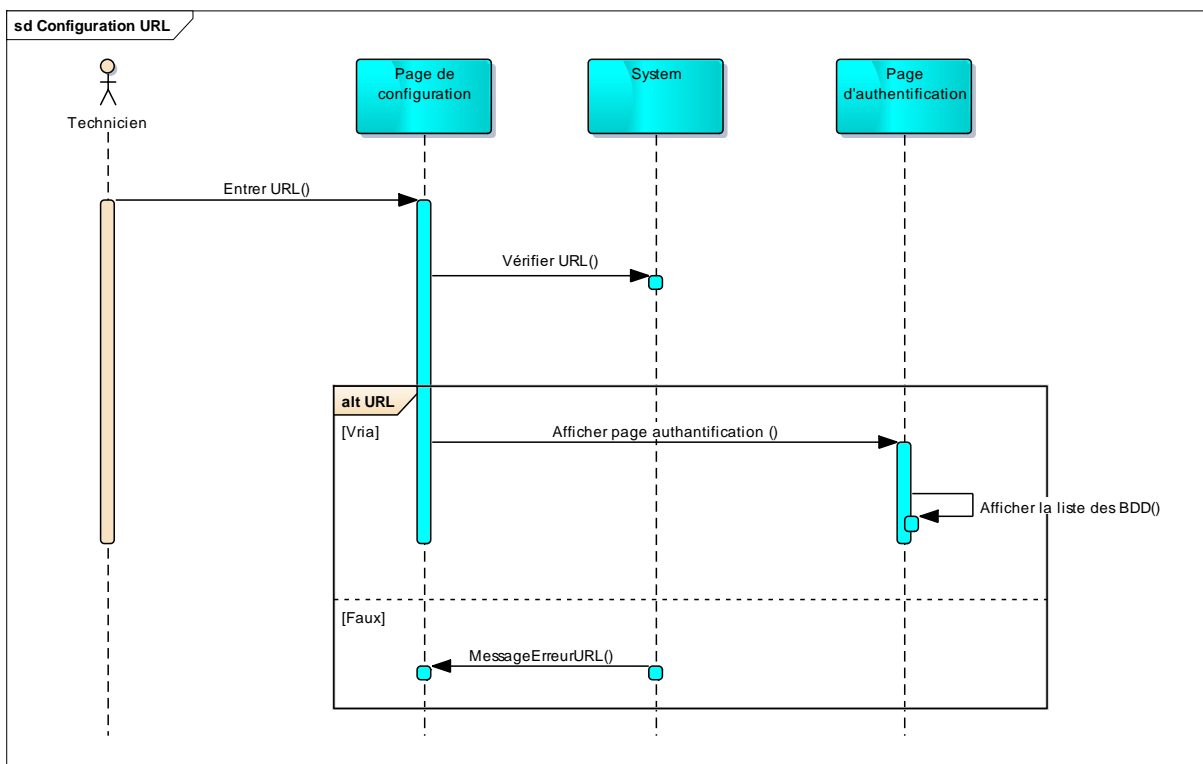 sd Configuration URL
Technicien
Page de
configuration
System
Page
d'authentification
Entrer URL()
Vérifier URL()
alt URL
[Vria]
Afficher page authantification ()
Afficher la liste des BDD()
[Faux]
MessageErreurURL()